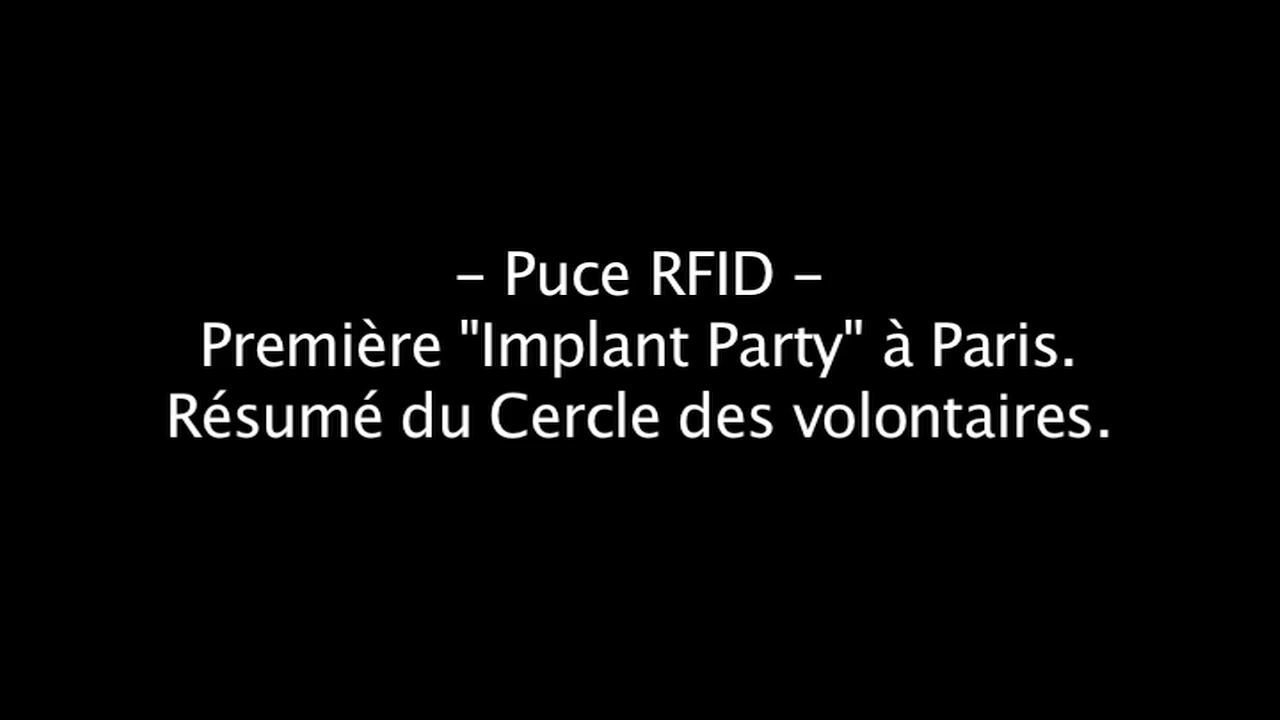 – Puce RFID –
Première "Implant Party" à Paris.
Résumé du Cercle des volontaires.